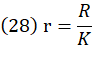 (28) r = R/K